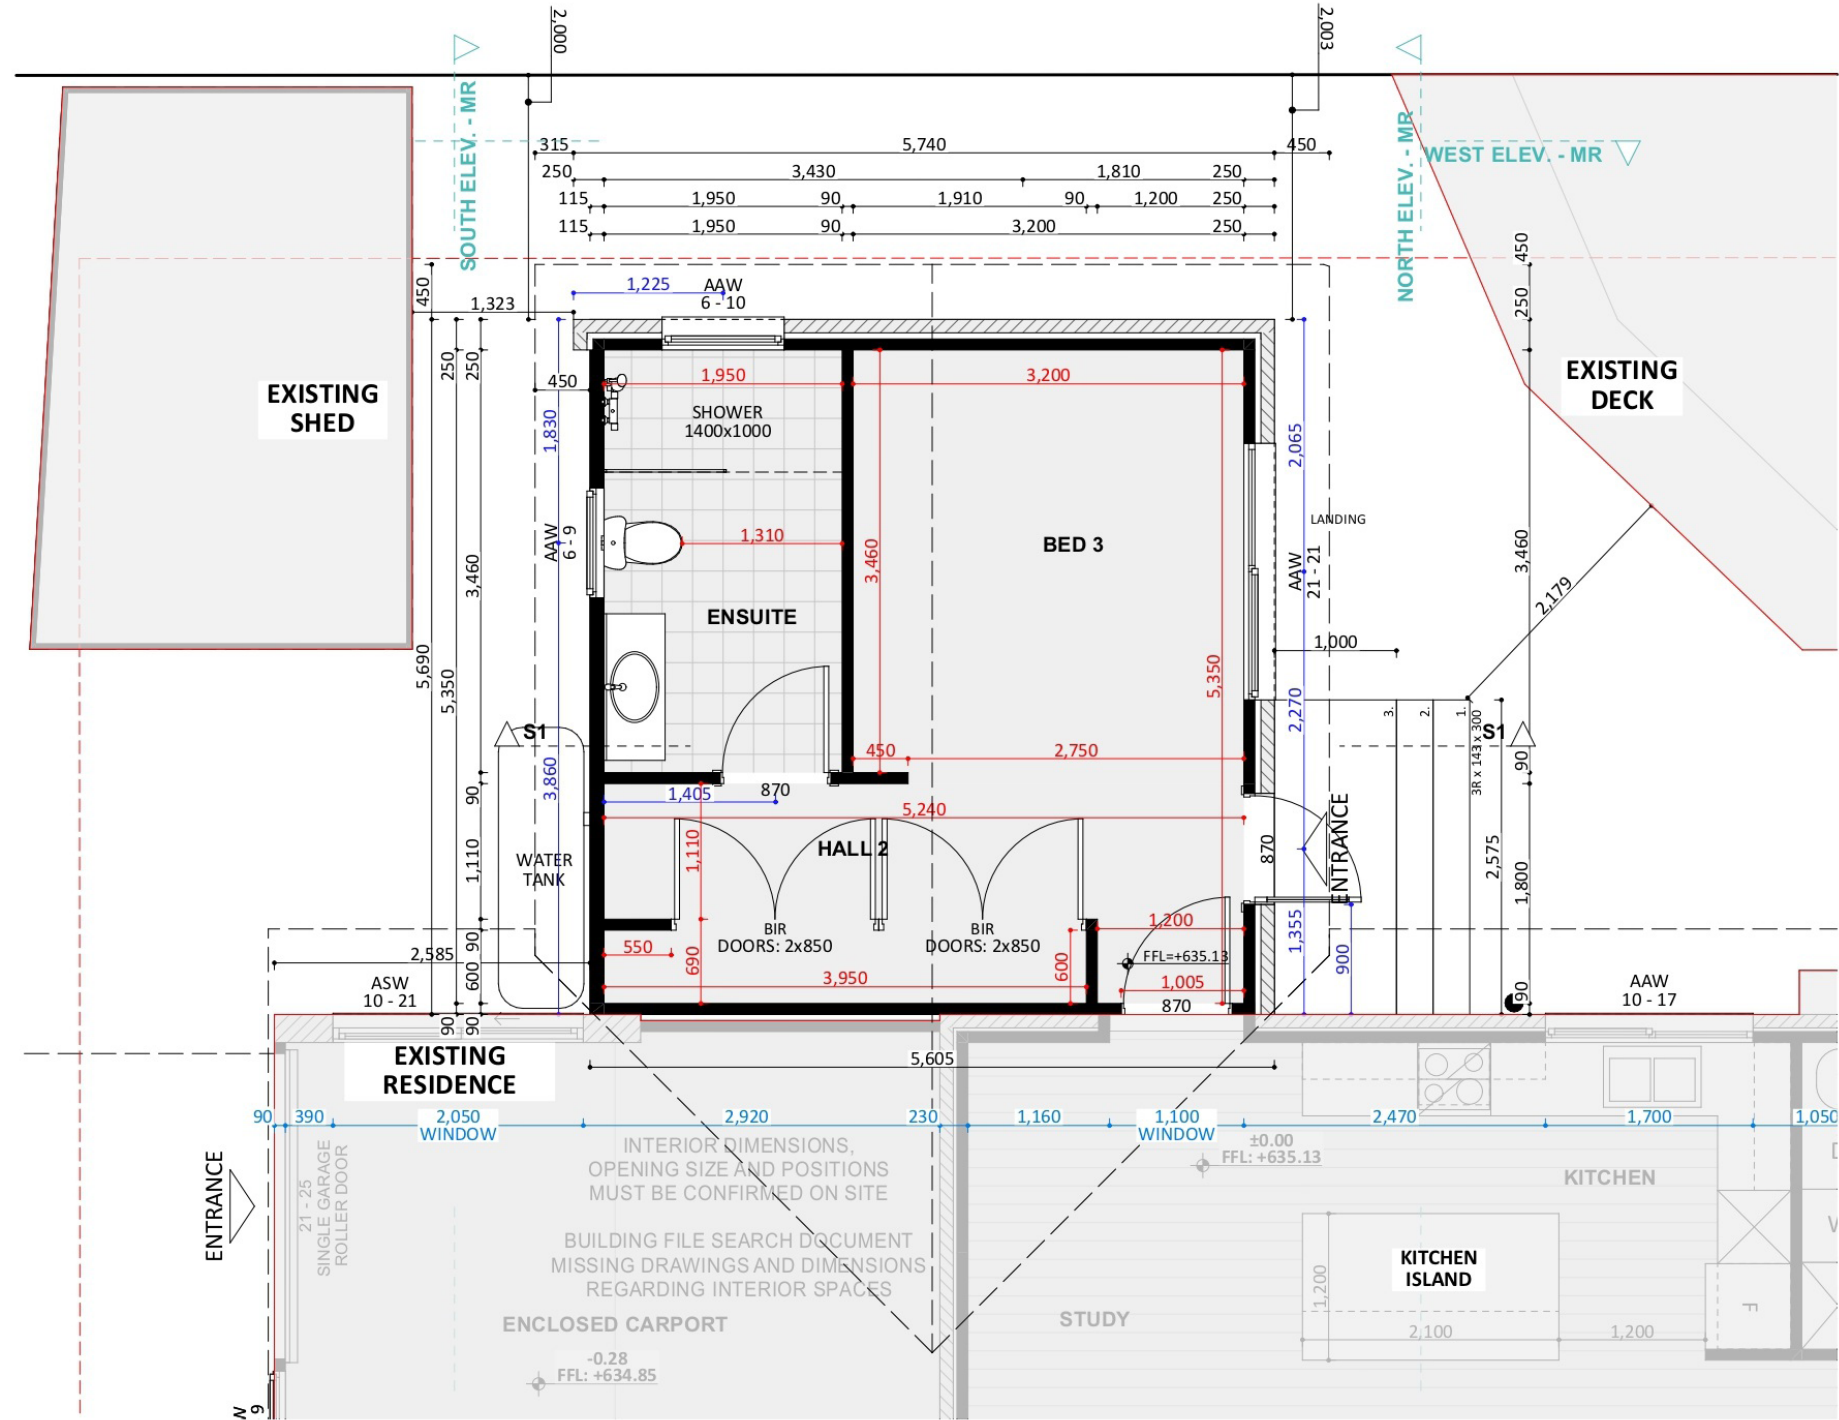 2,000
2,003
SOUTH ELEV. - MR
NORTH ELEV. - MR
WEST ELEV. - MR
315
5,740
450
250
3,430
1,810
250
115
1,950
90
1,910
90
1,200
250
115
1,950
90
3,200
250
450
1,323
1,225
AAW
6 - 10
450
250
EXISTING
SHED
EXISTING
DECK
250
250
450
1,830
1,950
3,200
SHOWER
1400x1000
2,065
LANDING
AAW
6 - 9
1,310
3,460
BED 3
AAW
21 - 21
3,460
3,460
2,179
ENSUITE
1,000
5,690
5,350
5,350
2,270
3.
2.
1.
3R x 143 x 300
S1
S1
450
2,750
90
3,860
90
870
1,405
5,240
1,110
WATER
TANK
1,110
HALL 2
870
ENTRANCE
2,575
1,800
BIR
DOORS: 2x850
BIR
DOORS: 2x850
1,200
1,355
900
2,585
90
600
550
690
3,950
600
FFL=+635.13
1,005
870
90
ASW
10 - 21
AAW
10 - 17
90
90
EXISTING
RESIDENCE
5,605
90
390
2,050
WINDOW
2,920
230
1,160
1,100
WINDOW
2,470
1,700
1,050
ENTRANCE
21 - 25
SINGLE GARAGE
ROLLER DOOR
INTERIOR DIMENSIONS,
OPENING SIZE AND POSITIONS
MUST BE CONFIRMED ON SITE
BUILDING FILE SEARCH DOCUMENT
MISSING DRAWINGS AND DIMENSIONS
REGARDING INTERIOR SPACES
±0.00
FFL: +635.13
KITCHEN
KITCHEN
ISLAND
1,200
2,100
1,200
F
STUDY
ENCLOSED CARPORT
-0.28
FFL: +634.85